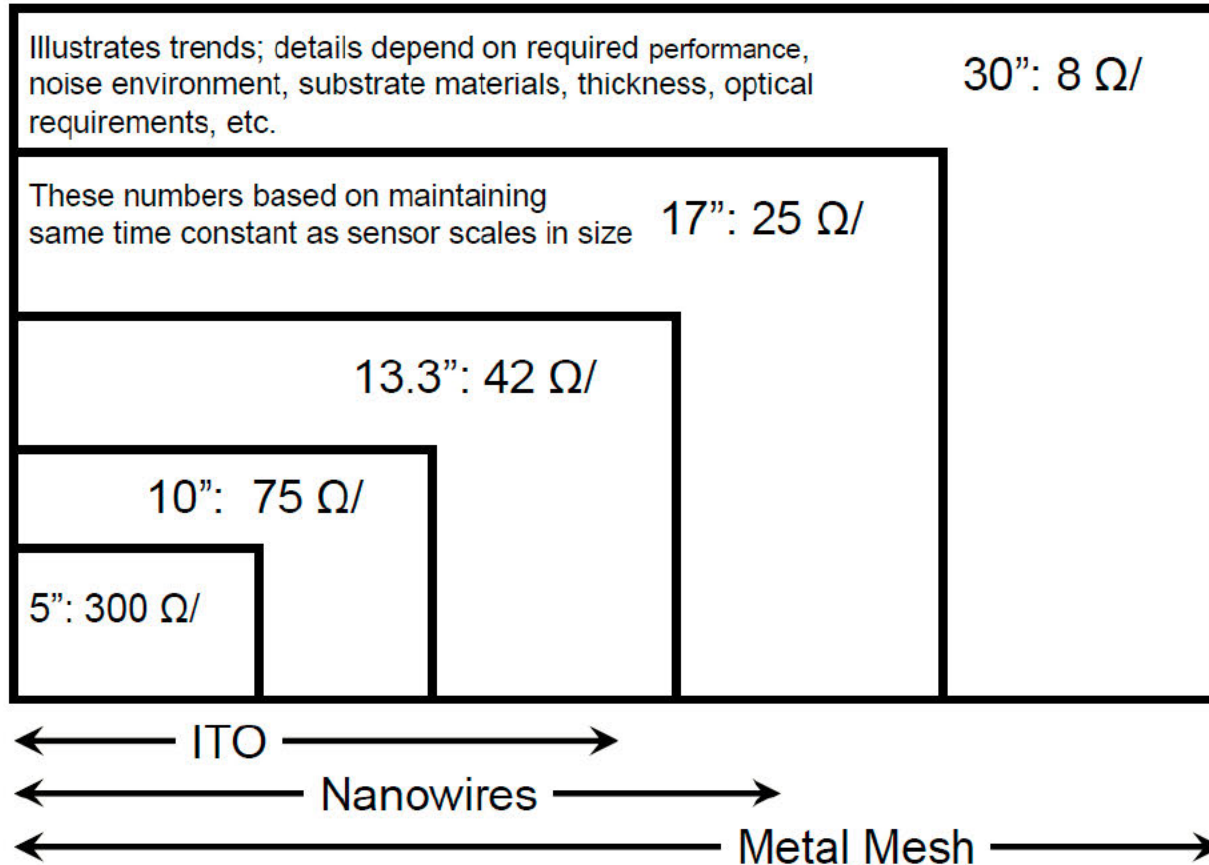 Illustrates trends; details depend on required performance,
noise environment, substrate materials, thickness, optical
requirements, etc.
30”: 8 Ω/
These numbers based on maintaining
same time constant as sensor scales in size
17”: 25 Ω/
13.3”: 42 Ω/
10”: 75 Ω/
5”: 300 Ω/
ITO
Nanowires
Metal Mesh